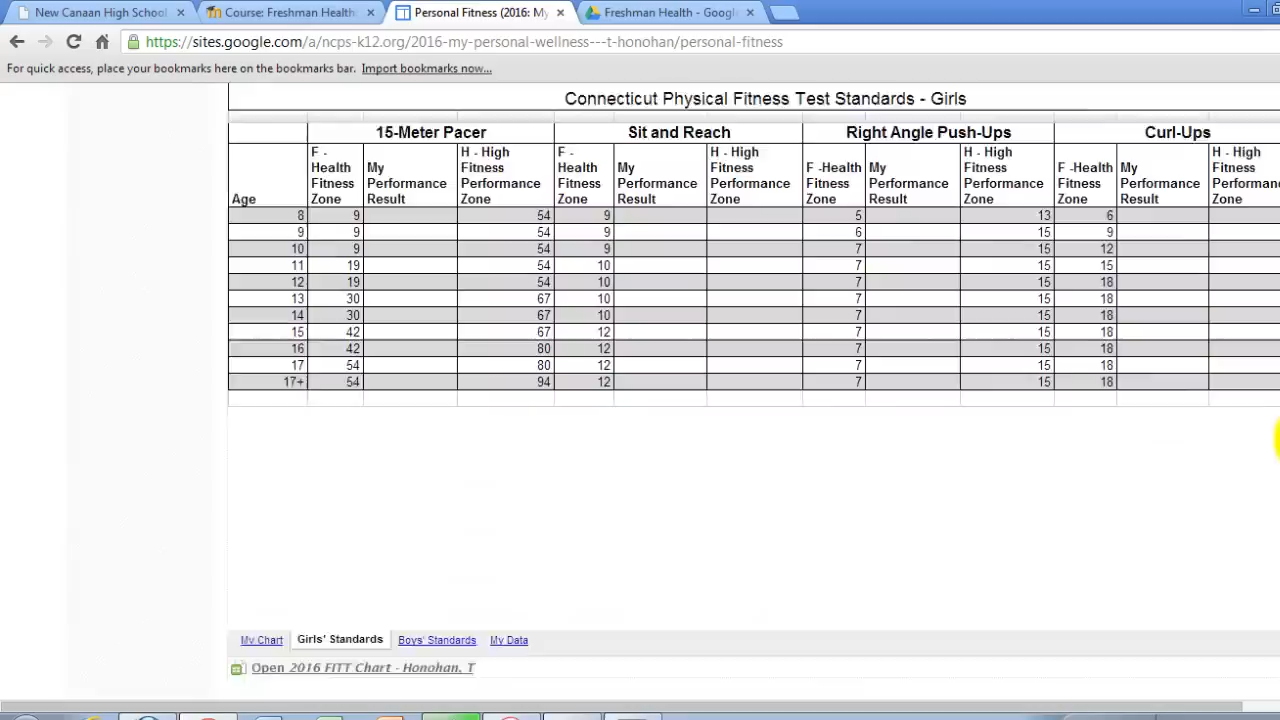 New Canaan High School
Course: Freshman Health
Personal Fitness (2016: My
Freshman Health - Google
https://sites.google.com/a/ncps-k12.org/2016-my-personal-wellness---t-honohan/personal-fitness
For quick access, place your bookmarks here on the bookmarks bar. Import bookmarks now...
Connecticut Physical Fitness Test Standards - Girls
15-Meter Pacer Sit and Reach Right Angle Push-Ups Curl-Ups
Age F - Health Fitness Zone My Performance Result H - High Fitness Performance Zone F - Health Fitness Zone My Performance Result H - High Fitness Performance Zone F -Health Fitness Zone My Performance Result H - High Fitness Performance Zone F -Health Fitness Zone My Performance Result H - High Fitness Performance Zone
8 9 54 9 5 13 6
9 9 54 9 6 15 9
10 9 54 9 7 15 12
11 19 54 10 7 15 15
12 19 54 10 7 15 18
13 30 67 10 7 15 18
14 30 67 10 7 15 18
15 42 67 12 7 15 18
16 42 80 12 7 15 18
17 54 80 12 7 15 18
17+ 54 94 12 7 15 18
My Chart Girls' Standards Boys' Standards My Data
Open 2016 FITT Chart - Honohan, T